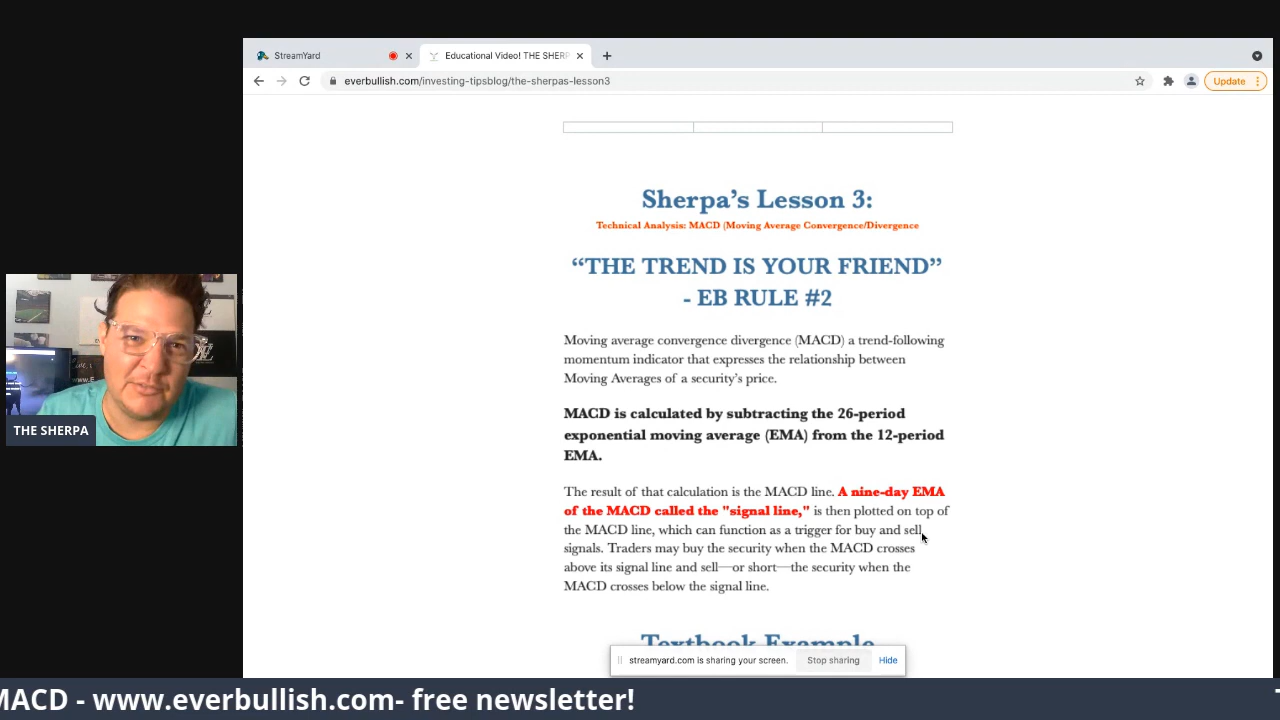 StreamYard
Educational Video! THE SHERP
everbullish.com/investing-tipsblog/the-sherpas-lesson3
Update
Sherpa’s Lesson 3:
Technical Analysis: MACD (Moving Average Convergence/Divergence
“THE TREND IS YOUR FRIEND”
- EB RULE #2
Moving average convergence divergence (MACD) a trend-following
momentum indicator that expresses the relationship between
Moving Averages of a security’s price.
MACD is calculated by subtracting the 26-period
exponential moving average (EMA) from the 12-period
EMA.
The result of that calculation is the MACD line. A nine-day EMA
of the MACD called the "signal line," is then plotted on top of
the MACD line, which can function as a trigger for buy and sell
signals. Traders may buy the security when the MACD crosses
above its signal line and sell—or short—the security when the
MACD crosses below the signal line.
Textbook Example
streamyard.com is sharing your screen.
Stop sharing
Hide
THE SHERPA
MACD - www.everbullish.com- free newsletter!